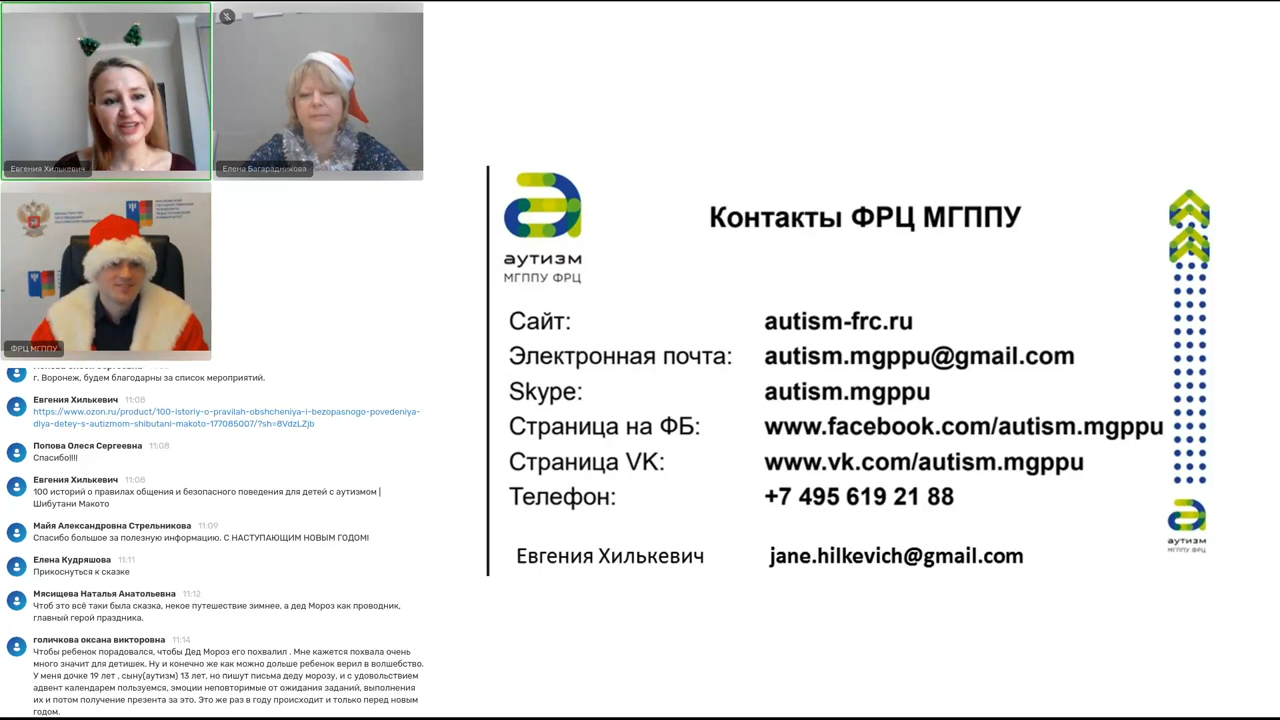 Евгения Хилькевич
Елена Багарадникова
ФРЦ МГППУ
г. Воронеж, будем благодарны за список мероприятий.
Евгения Хилькевич 11:08
https://www.ozon.ru/product/100-istoriy-o-pravilah-obshcheniya-i-bezopasnogo-povedeniya-
dlya-detey-s-autizmom-shibutani-makoto-177085007/?sh=8VdzLZjb
Попова Олеся Сергеевна 11:08
Спасибо!!!!
Евгения Хилькевич 11:08
100 историй о правилах общения и безопасного поведения для детей с аутизмом |
Шибутани Макото
Майя Александровна Стрельникова 11:09
Спасибо большое за полезную информацию. С НАСТУПАЮЩИМ НОВЫМ ГОДОМ!
Елена Кудряшова 11:11
Прикоснуться к сказке
Мясищева Наталья Анатольевна 11:12
Чтоб это всё таки была сказка, некое путешествие зимнее, а дед Мороз как проводник,
главный герой праздника.
голичкова оксана викторовна 11:14
Чтобы ребенок порадовался, чтобы Дед Мороз его похвалил . Мне кажется похвала очень
много значит для детишек. Ну и конечно же как можно дольше ребенок верил в волшебство.
У меня дочке 19 лет , сыну(аутизм) 13 лет, но пишут письма деду морозу, и с удовольствием
адвент календарем пользуемся, эмоции неповторимые от ожидания заданий, выполнения
их и потом получение презента за это. Это же раз в году происходит и только перед новым
годом.
аутизм
МГППУ ФРЦ
Контакты ФРЦ МГППУ
Сайт: autism-frc.ru
Электронная почта: autism.mgppu@gmail.com
Skype: autism.mgppu
Страница на ФБ: www.facebook.com/autism.mgppu
Страница VK: www.vk.com/autism.mgppu
Телефон: +7 495 619 21 88
Евгения Хилькевич jane.hilkevich@gmail.com
аутизм
МГППУ ФРЦ